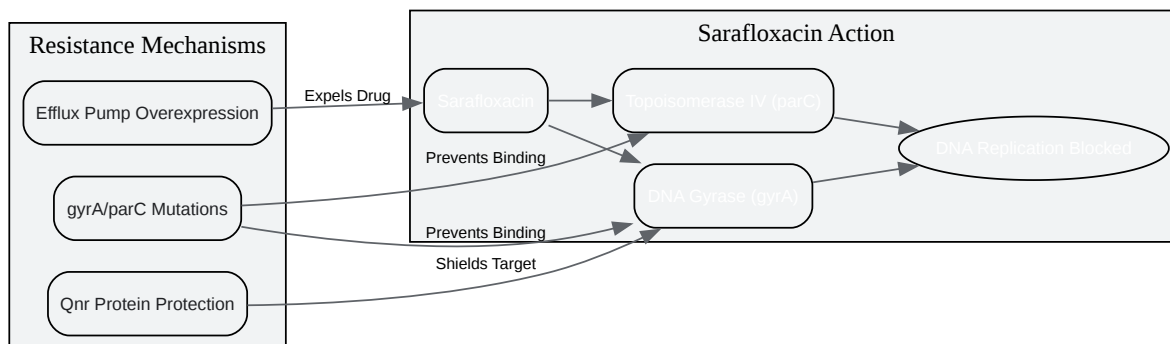 Resistance Mechanisms
Efflux Pump Overexpression
gyrA/parC Mutations
Qnr Protein Protection
Expels Drug
Prevents Binding
Prevents Binding
Shields Target
Sarafloxacin Action
Sarafloxacin
Topoisomerase IV (parC)
DNA Gyrase (gyrA)
DNA Replication Blocked